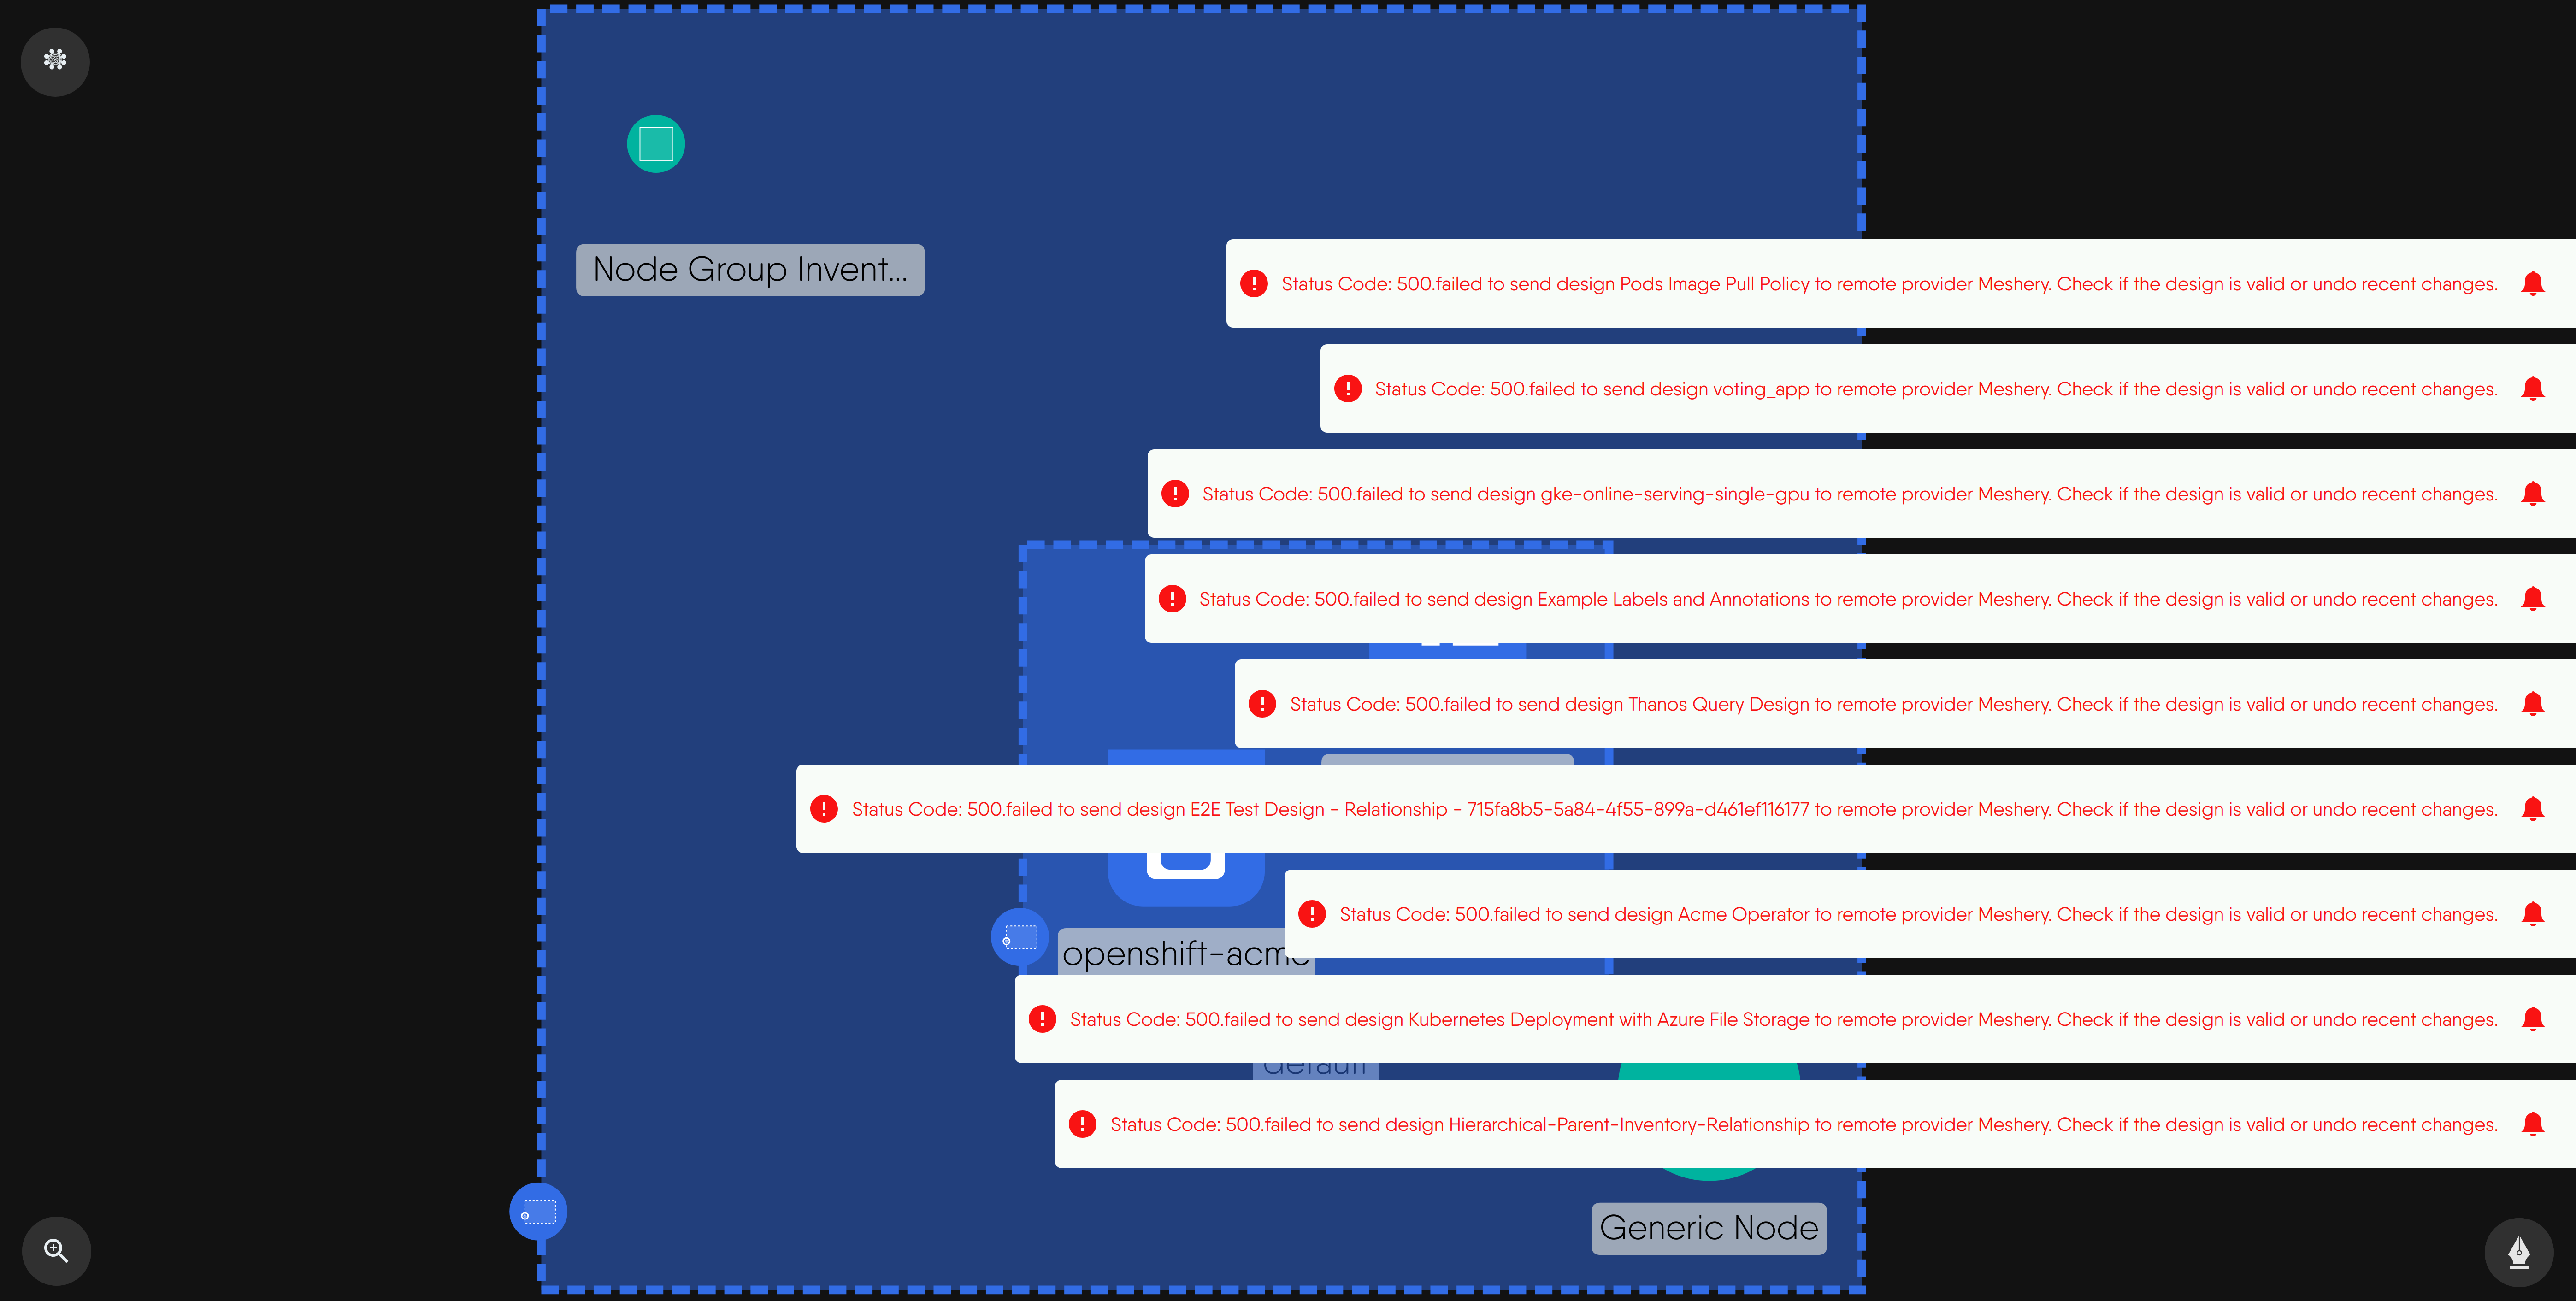 Node Group Invent...
Status Code: 500.failed to send design Pods Image Pull Policy to remote provider Meshery. Check if the design is valid or undo recent changes.
Status Code: 500.failed to send design voting_app to remote provider Meshery. Check if the design is valid or undo recent changes.
Status Code: 500.failed to send design gke-online-serving-single-gpu to remote provider Meshery. Check if the design is valid or undo recent changes.
Status Code: 500.failed to send design Example Labels and Annotations to remote provider Meshery. Check if the design is valid or undo recent changes.
Status Code: 500.failed to send design Thanos Query Design to remote provider Meshery. Check if the design is valid or undo recent changes.
Status Code: 500.failed to send design E2E Test Design - Relationship - 715fa8b5-5a84-4f55-899a-d461ef116177 to remote provider Meshery. Check if the design is valid or undo recent changes.
Status Code: 500.failed to send design Acme Operator to remote provider Meshery. Check if the design is valid or undo recent changes.
openshift-acme
Status Code: 500.failed to send design Kubernetes Deployment with Azure File Storage to remote provider Meshery. Check if the design is valid or undo recent changes.
default
Status Code: 500.failed to send design Hierarchical-Parent-Inventory-Relationship to remote provider Meshery. Check if the design is valid or undo recent changes.
Generic Node